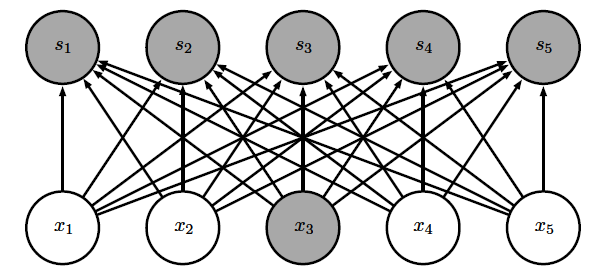 s₁ s₂ s₃ s₄ s₅
x₁ x₂ x₃ x₄ x₅